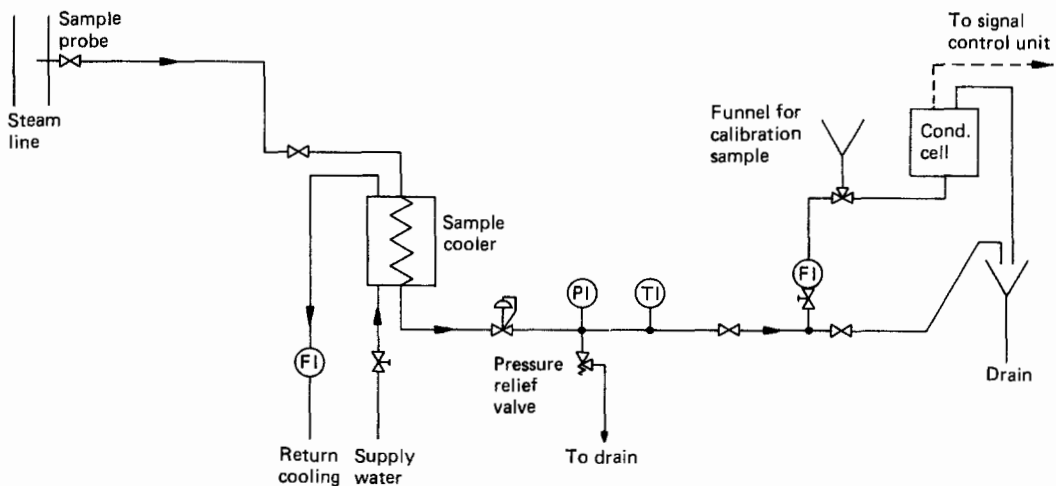 Sample
probe
Steam
line
To signal
control unit
Funnel for
calibration
sample
Cond.
cell
Sample
cooler
FI
PI
TI
FI
Pressure
relief
valve
To drain
Drain
Return
cooling
Supply
water